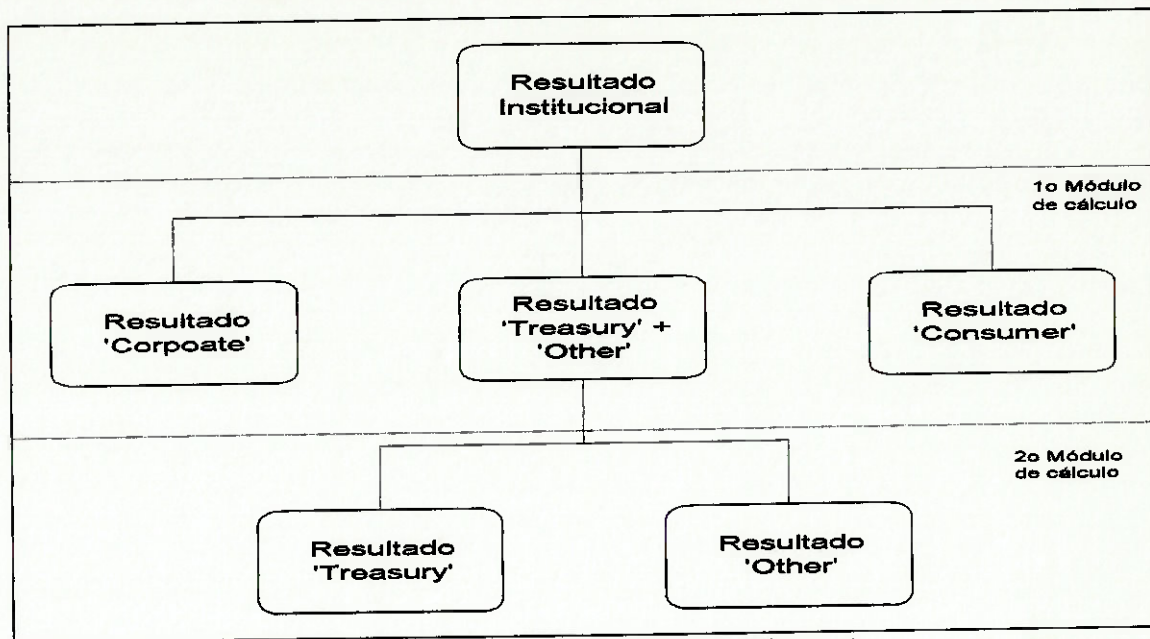 Resultado
Institucional
1o Módulo
de cálculo
Resultado
'Corpoate'
Resultado
'Treasury' +
'Other'
Resultado
'Consumer'
2o Módulo
de cálculo
Resultado
'Treasury'
Resultado
'Other'